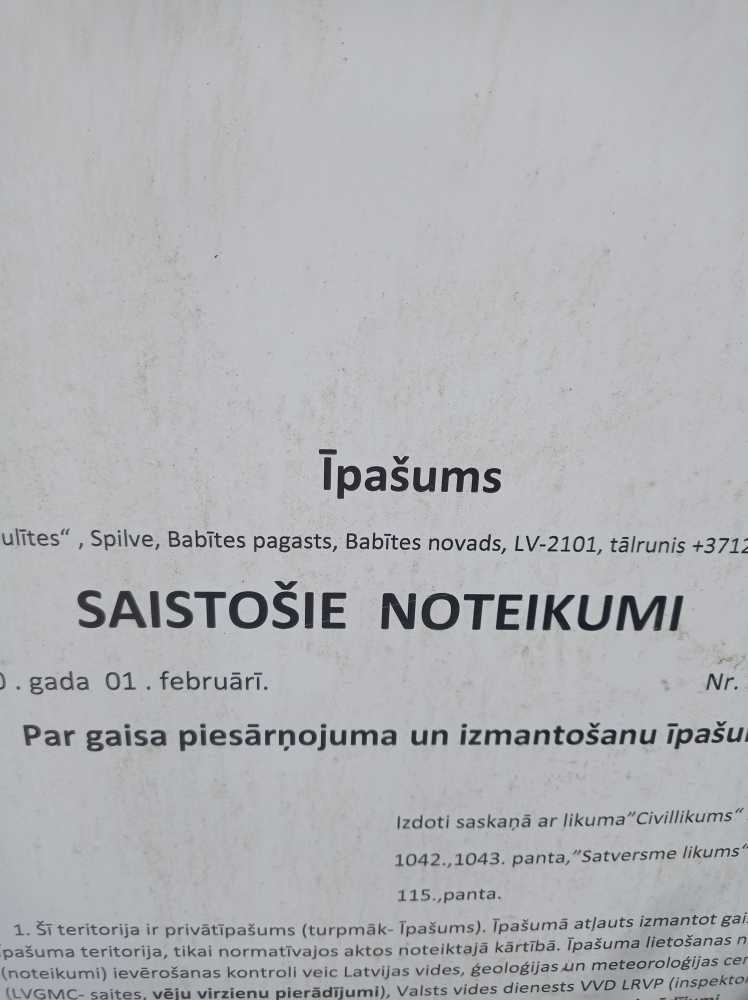 Īpašums
ulītes“ , Spilve, Babītes pagasts, Babītes novads, LV-2101, tālrunis +3712
SAISTOŠIE NOTEIKUMI
0 . gada 01 . februārī.
Nr.
Par gaisa piesārņojuma un izmantošanu īpašu
Izdoti saskaņā ar likuma”Civillikums“
1042.,1043. panta,”Satversme likums“
115.,panta.
1. Šī teritorija ir privātīpašums (turpmāk- Īpašums). Īpašumā atļauts izmantot gai
īpašuma teritorija, tikai normatīvajos aktos noteiktajā kārtībā. Īpašuma lietošanas n
(noteikumi) ievērošanas kontroli veic Latvijas vides, ģeoloģijas un meteoroloģijas cen
(LVGMC- saites, vēju virzienu pierādījumi), Valsts vides dienests VVD LRVP (inspekto